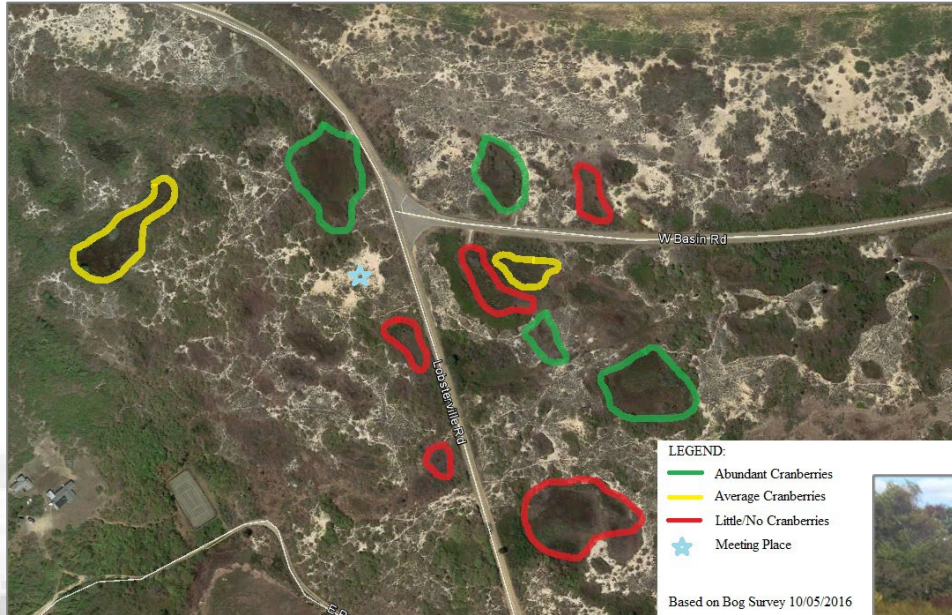 W Basin Rd
Lobsterville Rd
LEGEND:
Abundant Cranberries
Average Cranberries
Little/No Cranberries
Meeting Place
Based on Bog Survey 10/05/2016